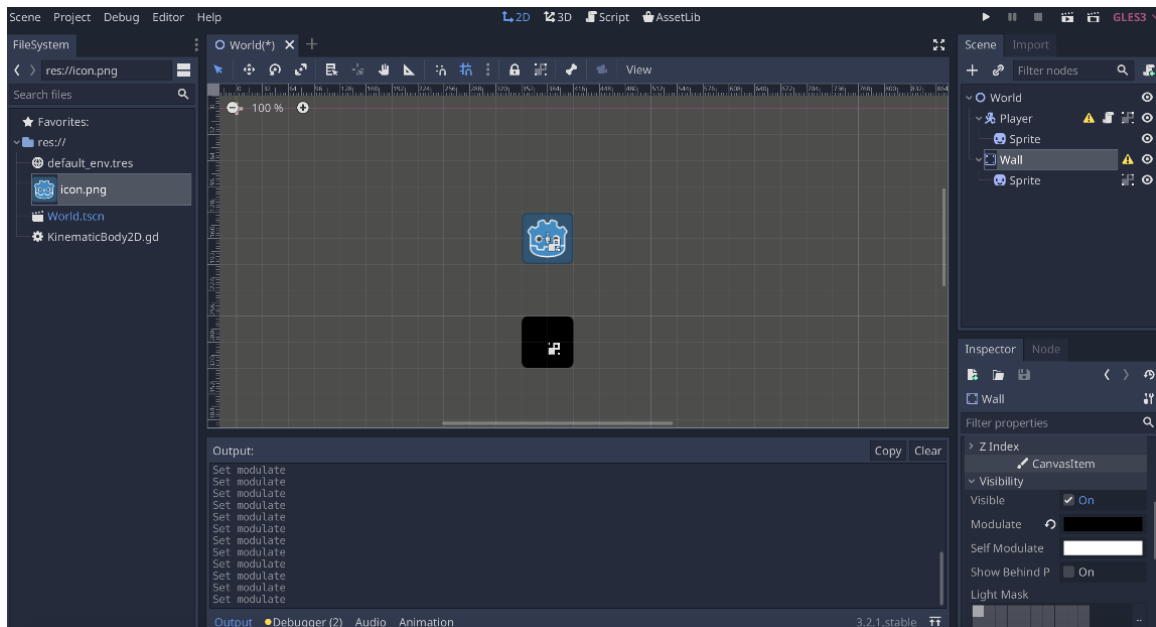 Scene Project Debug Editor Help
2D 3D Script AssetLib
GLES3
FileSystem
World(*)
Scene Import
res://icon.png
View
Filter nodes
Search files
100 %
World
Favorites:
Player
res://
Sprite
default_env.tres
Wall
icon.png
Sprite
World.tscn
KinematicBody2D.gd
Inspector Node
Wall
Filter properties
Output: Copy Clear
Z Index
CanvasItem
Set modulate
Set modulate
Set modulate
Set modulate
Set modulate
Set modulate
Set modulate
Set modulate
Set modulate
Set modulate
Set modulate
Set modulate
Visibility
Visible On
Modulate
Self Modulate
Show Behind P On
Light Mask
Output Debugger (2) Audio Animation 3.2.1.stable